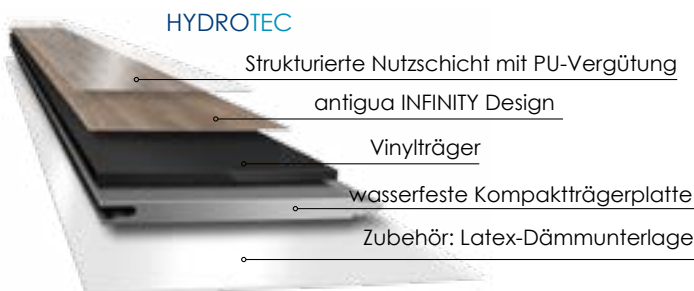 HYDROTEC
Strukturierte Nutzschicht mit PU-Vergütung
antigua INFINITY Design
Vinylträger
wasserfeste Kompaktträgerplatte
Zubehör: Latex-Dämmunterlage